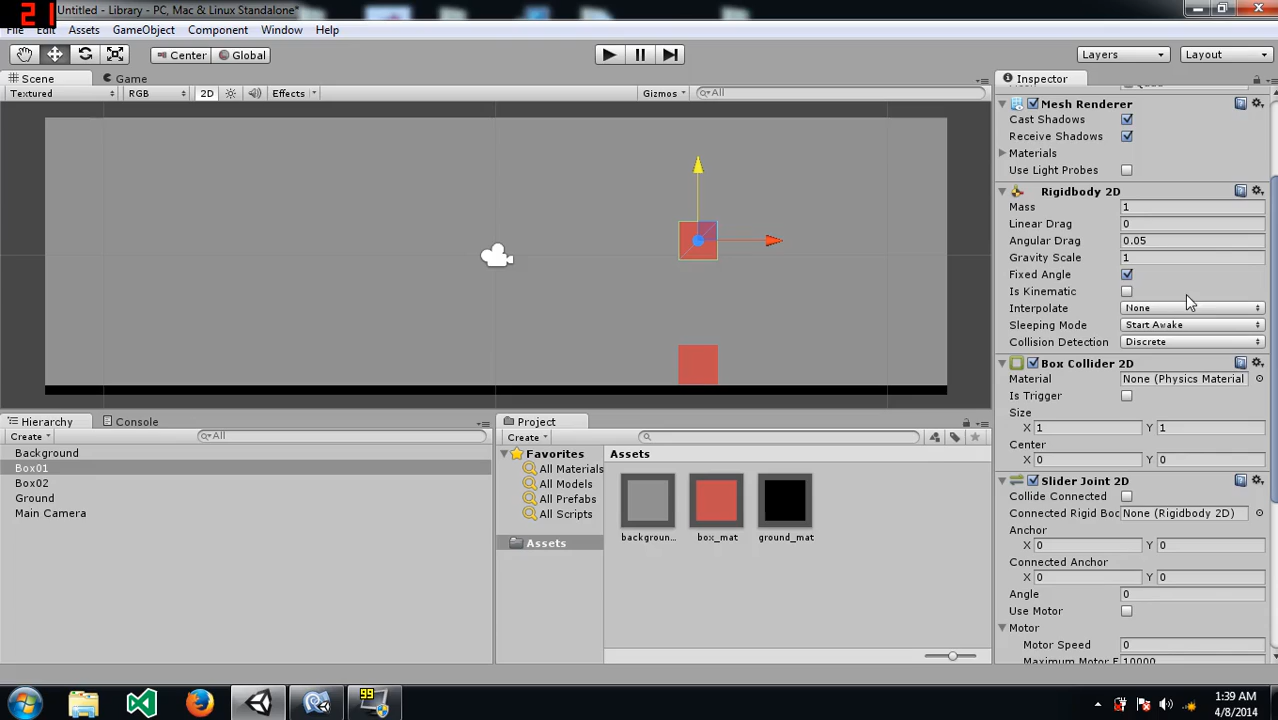 21
Untitled - Library - PC, Mac & Linux Standalone*
File Edit Assets GameObject Component Window Help
Center Global Layers Layout
Scene Game Inspector
Textured RGB 2D Effects Gizmos All
Mesh Renderer
Cast Shadows
Receive Shadows
Materials
Use Light Probes
Rigidbody 2D
Mass 1
Linear Drag 0
Angular Drag 0.05
Gravity Scale 1
Fixed Angle
Is Kinematic
Interpolate None
Sleeping Mode Start Awake
Collision Detection Discrete
Box Collider 2D
Material None (Physics Material
Is Trigger
Size
X 1 Y 1
Center
X 0 Y 0
Slider Joint 2D
Collide Connected
Connected Rigid Boc None (Rigidbody 2D)
Anchor
X 0 Y 0
Connected Anchor
X 0 Y 0
Angle 0
Use Motor
Motor
Motor Speed 0
Maximum Motor F 10000
Hierarchy Console
Create All
Background
Box01
Box02
Ground
Main Camera
Project
Create
Favorites
All Materials
All Models
All Prefabs
All Scripts
Assets
Assets
backgroun...
box_mat
ground_mat
99
1:39 AM
4/8/2014